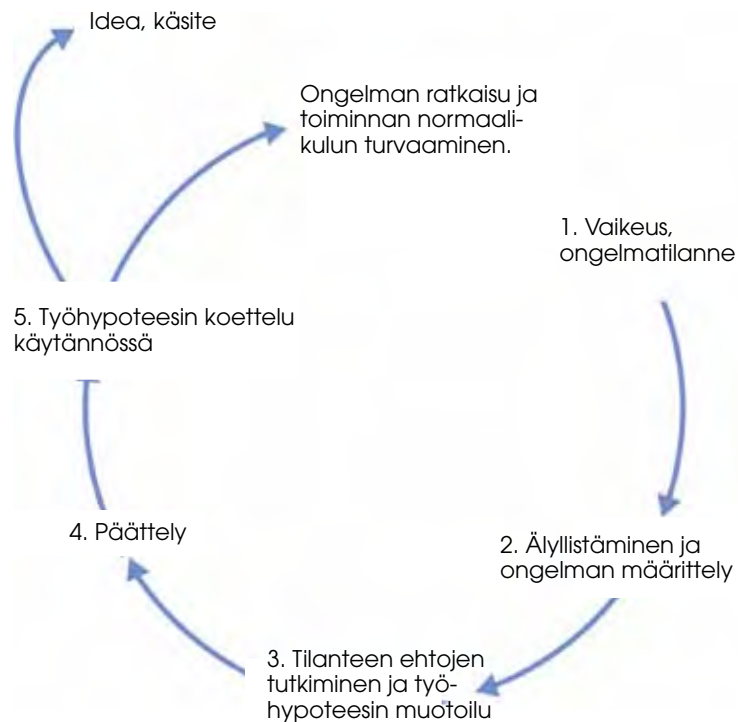 Idea, käsite
Ongelman ratkaisu ja
toiminnan normaali-
kulun turvaaminen.
1. Vaikeus,
ongelmatilanne
5. Työhypoteesin koettelu
käytännössä
4. Päättely
2. Älyllistäminen ja
ongelman määrittely
3. Tilanteen ehtojen
tutkiminen ja työ-
hypoteesin muotoilu